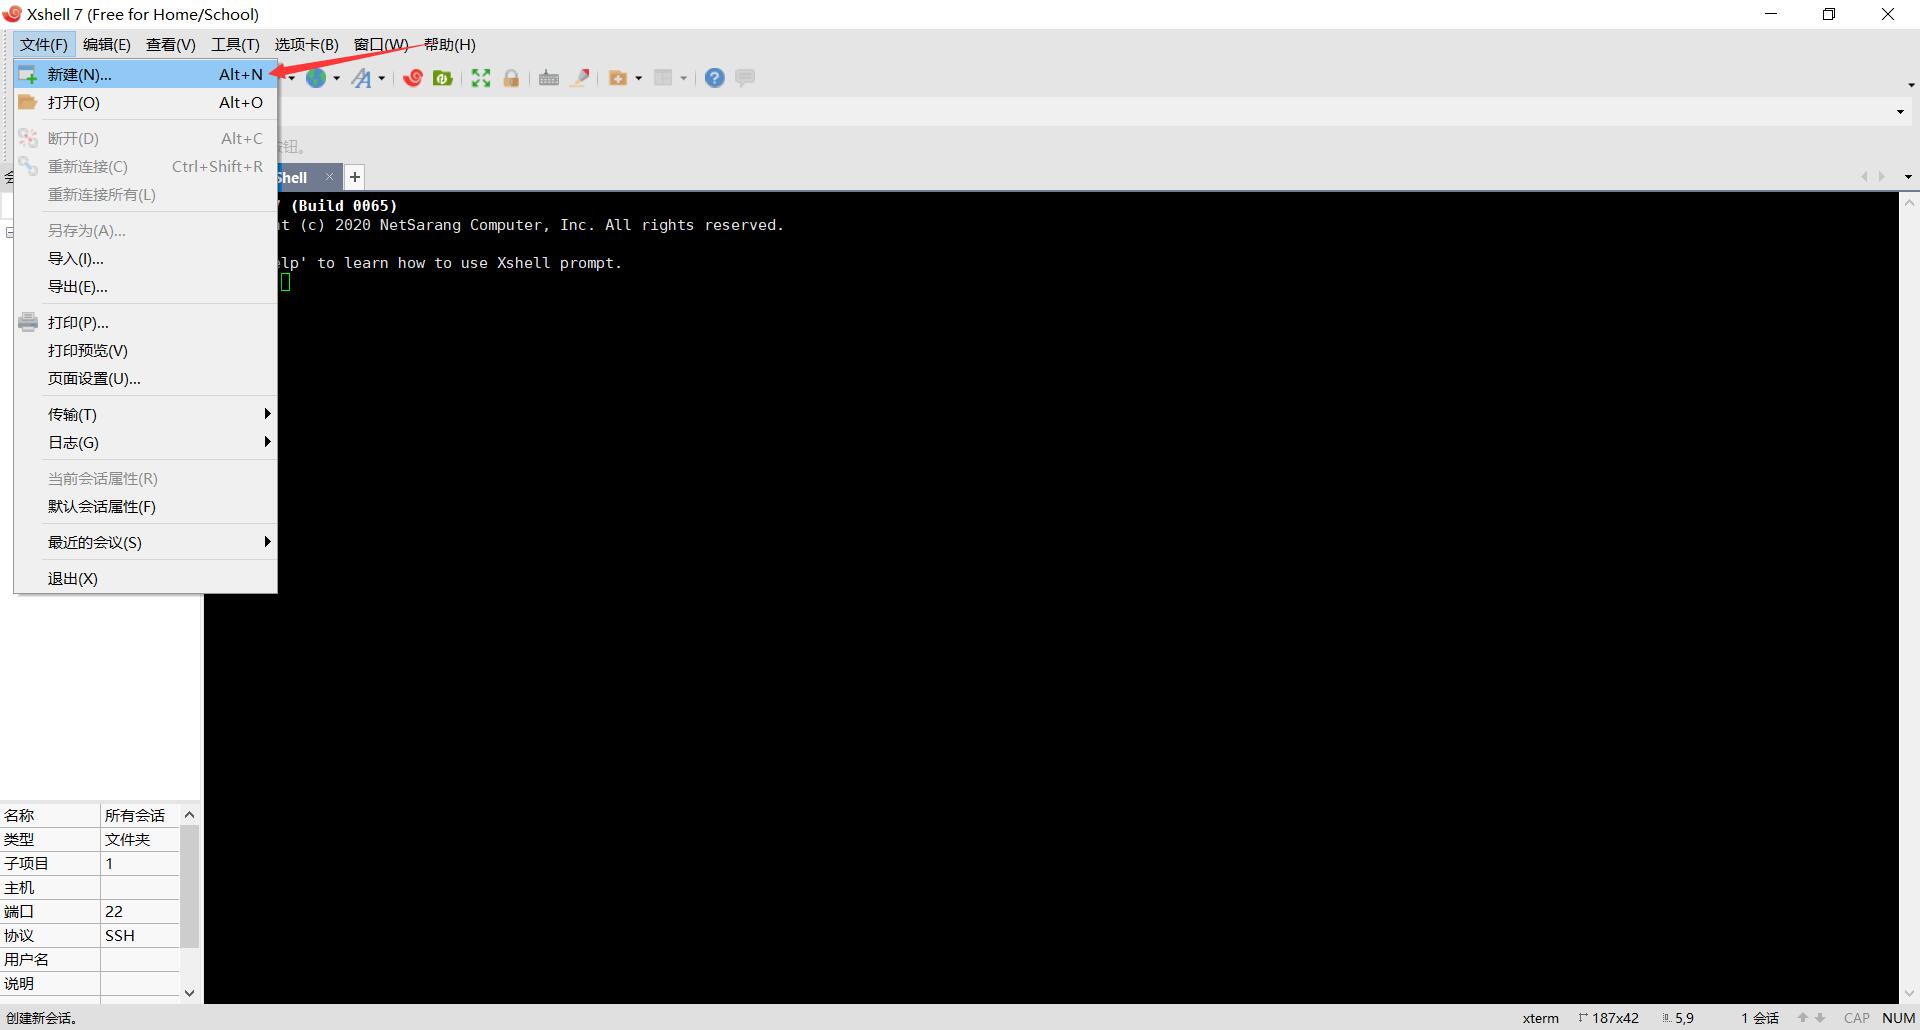 Xshell 7 (Free for Home/School)
文件(F) 编辑(E) 查看(V) 工具(T) 选项卡(B) 窗口(W) 帮助(H)
新建(N)... Alt+N
打开(O) Alt+O
断开(D) Alt+C
重新连接(C) Ctrl+Shift+R
重新连接所有(L)
另存为(A)...
导入(I)...
导出(E)...
打印(P)...
打印预览(V)
页面设置(U)...
传输(T)
日志(G)
当前会话属性(R)
默认会话属性(F)
最近的会议(S)
退出(X)
钮。
shell
+
(Build 0065)
ht (c) 2020 NetSarang Computer, Inc. All rights reserved.
elp' to learn how to use Xshell prompt.
名称 所有会话
类型 文件夹
子项目 1
主机
端口 22
协议 SSH
用户名
说明
创建新会话。
xterm 187x42 5,9 1 会话 CAP NUM